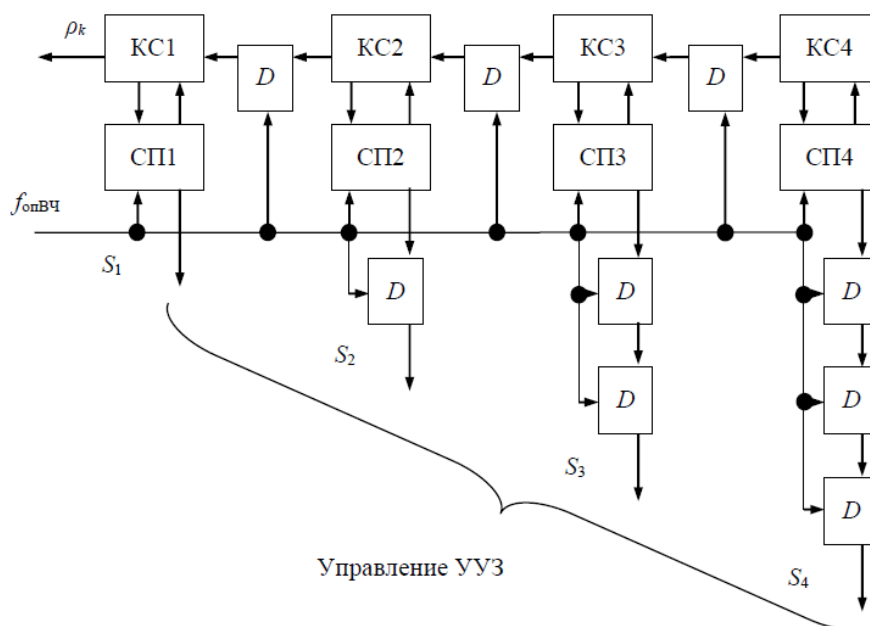 ρk КС1 КС2 КС3 КС4
D D D
СП1 СП2 СП3 СП4
fопВЧ
S1
D D D
S2
D D
S3
D
Управление УУЗ
S4